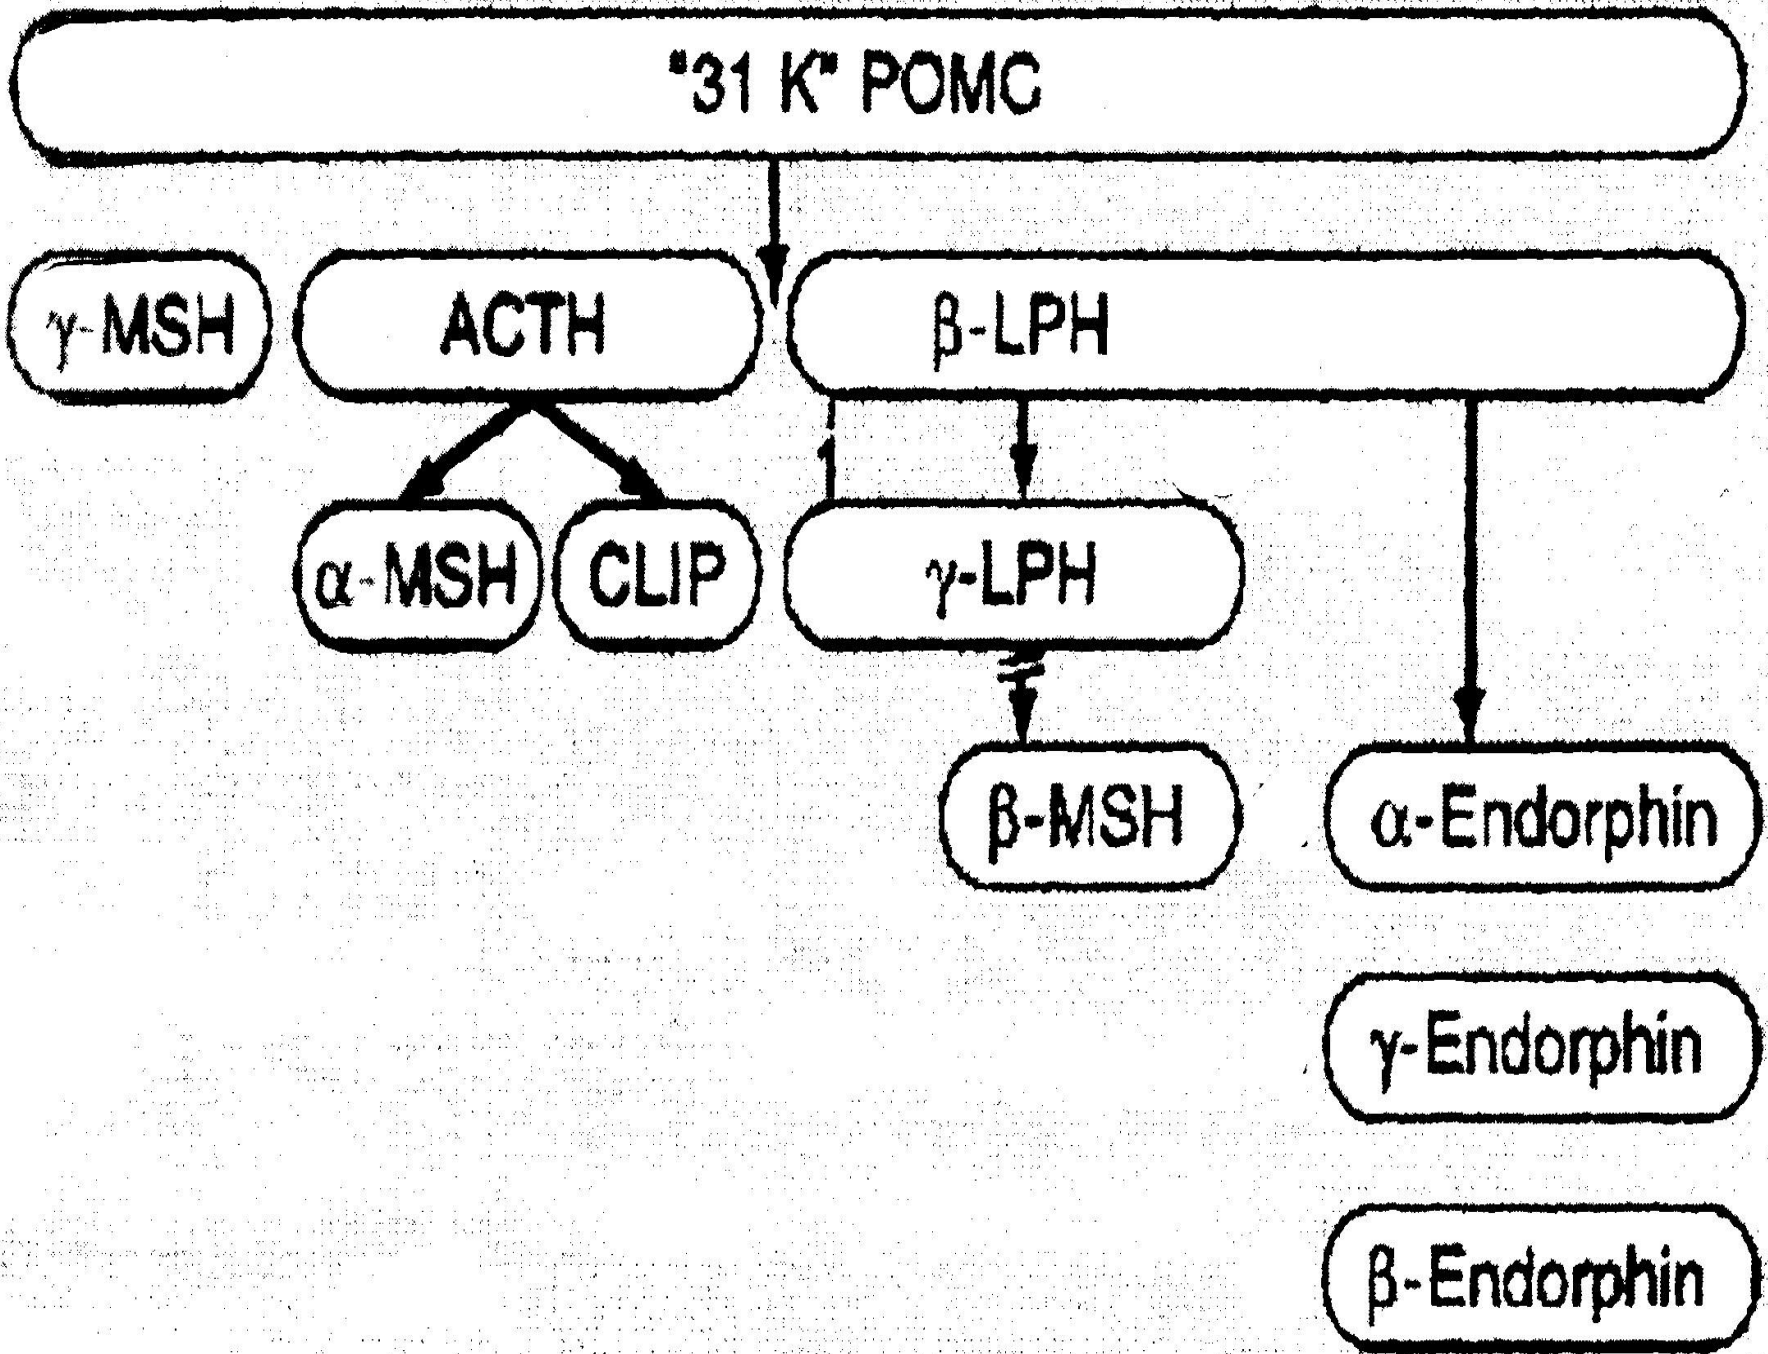 "31 K" POMC
γ-MSH ACTH β-LPH
α-MSH CLIP γ-LPH
β-MSH α-Endorphin
γ-Endorphin
β-Endorphin